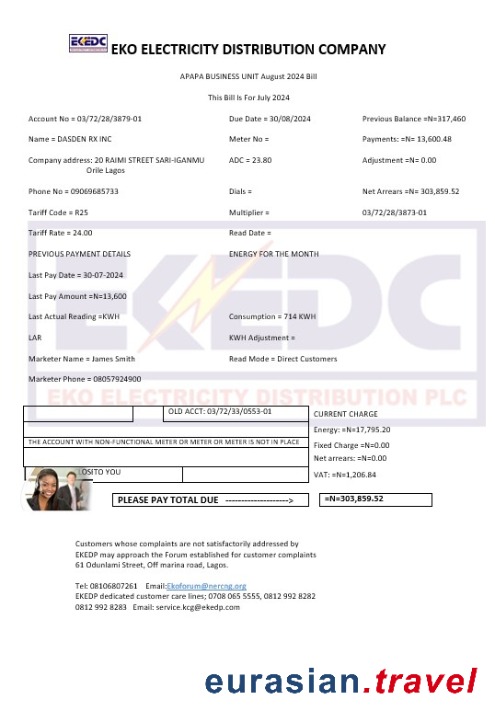 EKEDC
EKO ELECTRICITY DISTRIBUTION COMPANY
APAPA BUSINESS UNIT August 2024 Bill
This Bill Is For July 2024
Account No = 03/72/28/3879-01 Due Date = 30/08/2024 Previous Balance =N=317,460
Name = DASDEN RX INC Meter No = Payments: =N= 13,600.48
Company address: 20 RAIMI STREET SARI-IGANMU ADC = 23.80 Adjustment =N= 0.00
Orile Lagos
Phone No = 09069685733 Dials = Net Arrears =N= 303,859.52
Tariff Code = R25 Multiplier = 03/72/28/3873-01
Tariff Rate = 24.00 Read Date =
PREVIOUS PAYMENT DETAILS ENERGY FOR THE MONTH
Last Pay Date = 30-07-2024
Last Pay Amount =N=13,600
Last Actual Reading =KWH Consumption = 714 KWH
LAR KWH Adjustment =
Marketer Name = James Smith Read Mode = Direct Customers
Marketer Phone = 08057924900
EKEDC
EKO ELECTRICITY DISTRIBUTION PLC
OLD ACCT: 03/72/33/0553-01 CURRENT CHARGE
Energy: =N=17,795.20
THE ACCOUNT WITH NON-FUNCTIONAL METER OR METER OR METER IS NOT IN PLACE
Fixed Charge =N=0.00
Net arrears: =N=0.00
LOSITO YOU VAT: =N=1,206.84
PLEASE PAY TOTAL DUE --------------------> =N=303,859.52
Customers whose complaints are not satisfactorily addressed by
EKEDP may approach the Forum established for customer complaints
61 Odunlami Street, Off marina road, Lagos.
Tel: 08106807261 Email:Ekoforum@nercng.org
EKEDP dedicated customer care lines; 0708 065 5555, 0812 992 8282
0812 992 8283 Email: service.kcg@ekedp.com
eurasian.travel